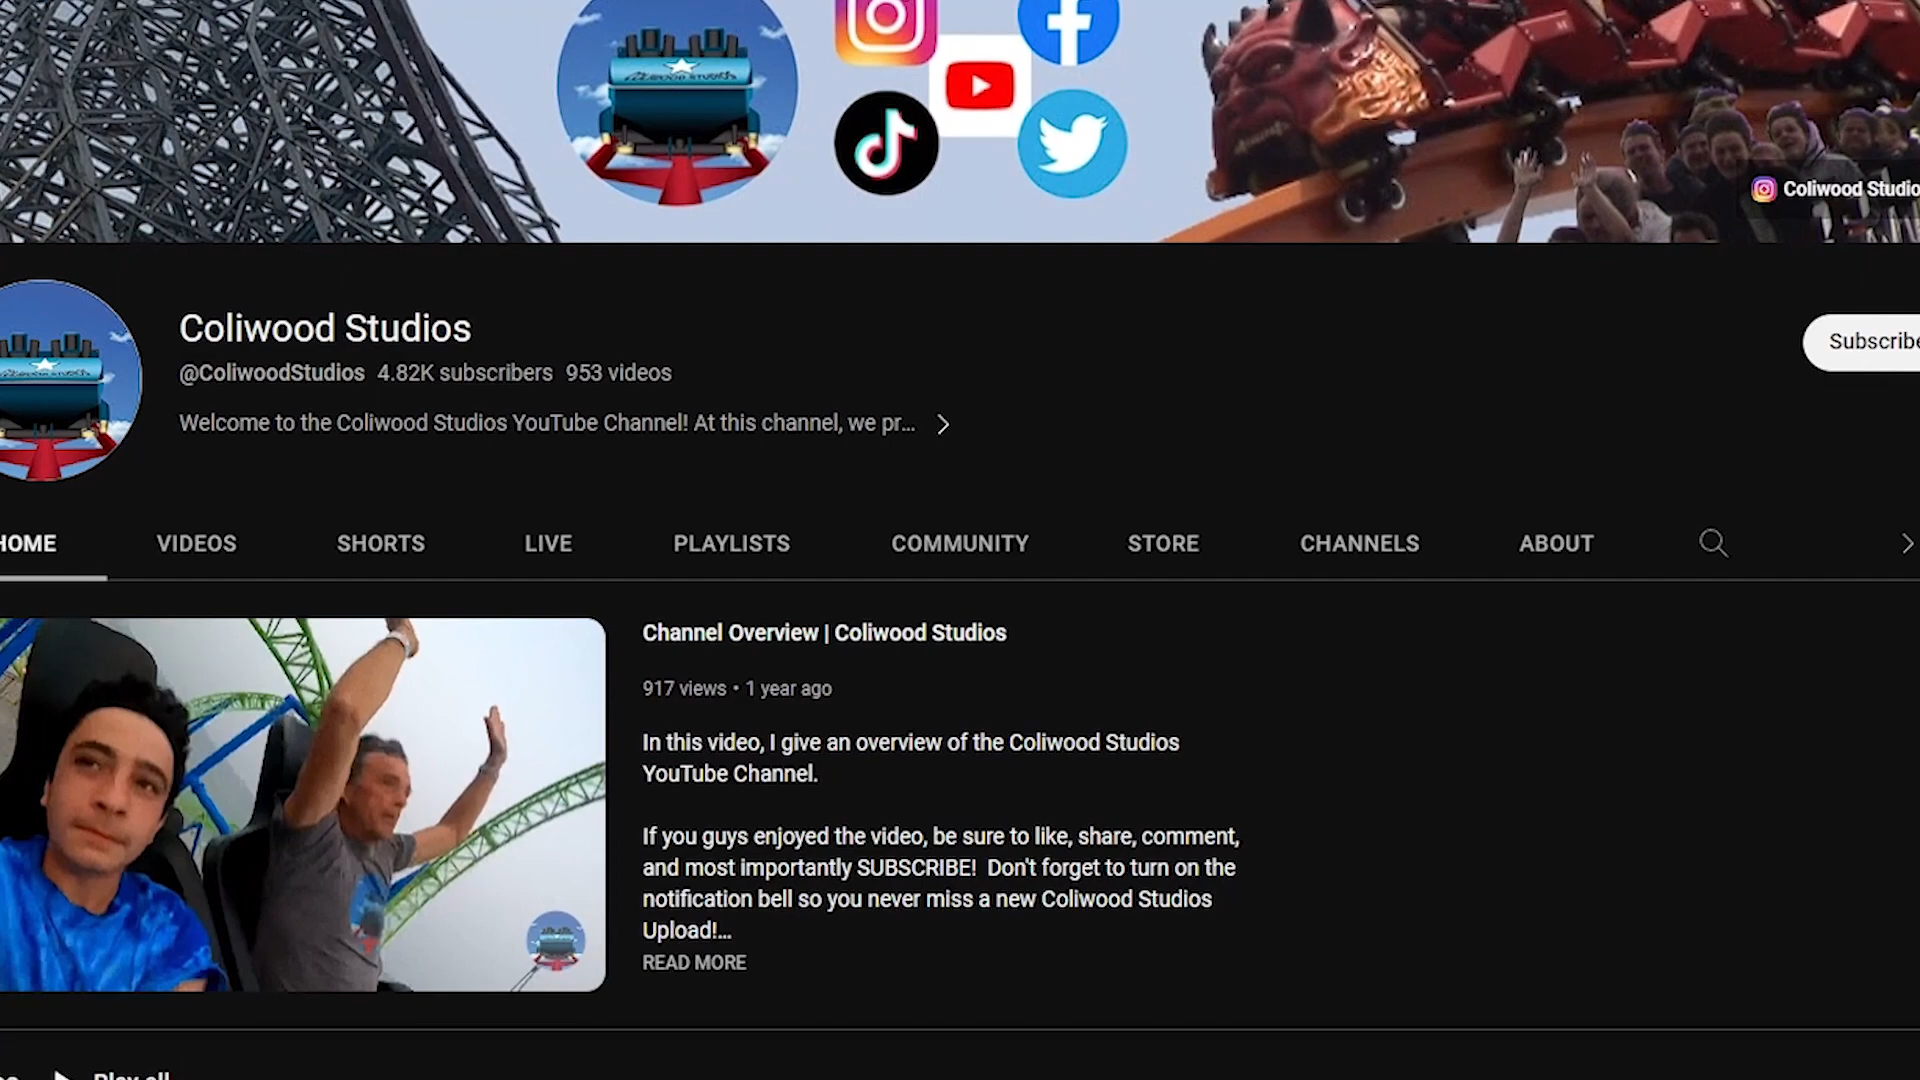 Coliwood Studio
Coliwood Studios
@ColiwoodStudios 4.82K subscribers 953 videos
Welcome to the Coliwood Studios YouTube Channel! At this channel, we pr...
Subscribe
HOME VIDEOS SHORTS LIVE PLAYLISTS COMMUNITY STORE CHANNELS ABOUT
Channel Overview | Coliwood Studios
917 views • 1 year ago
In this video, I give an overview of the Coliwood Studios
YouTube Channel.
If you guys enjoyed the video, be sure to like, share, comment,
and most importantly SUBSCRIBE! Don't forget to turn on the
notification bell so you never miss a new Coliwood Studios
Upload!...
READ MORE
Play all